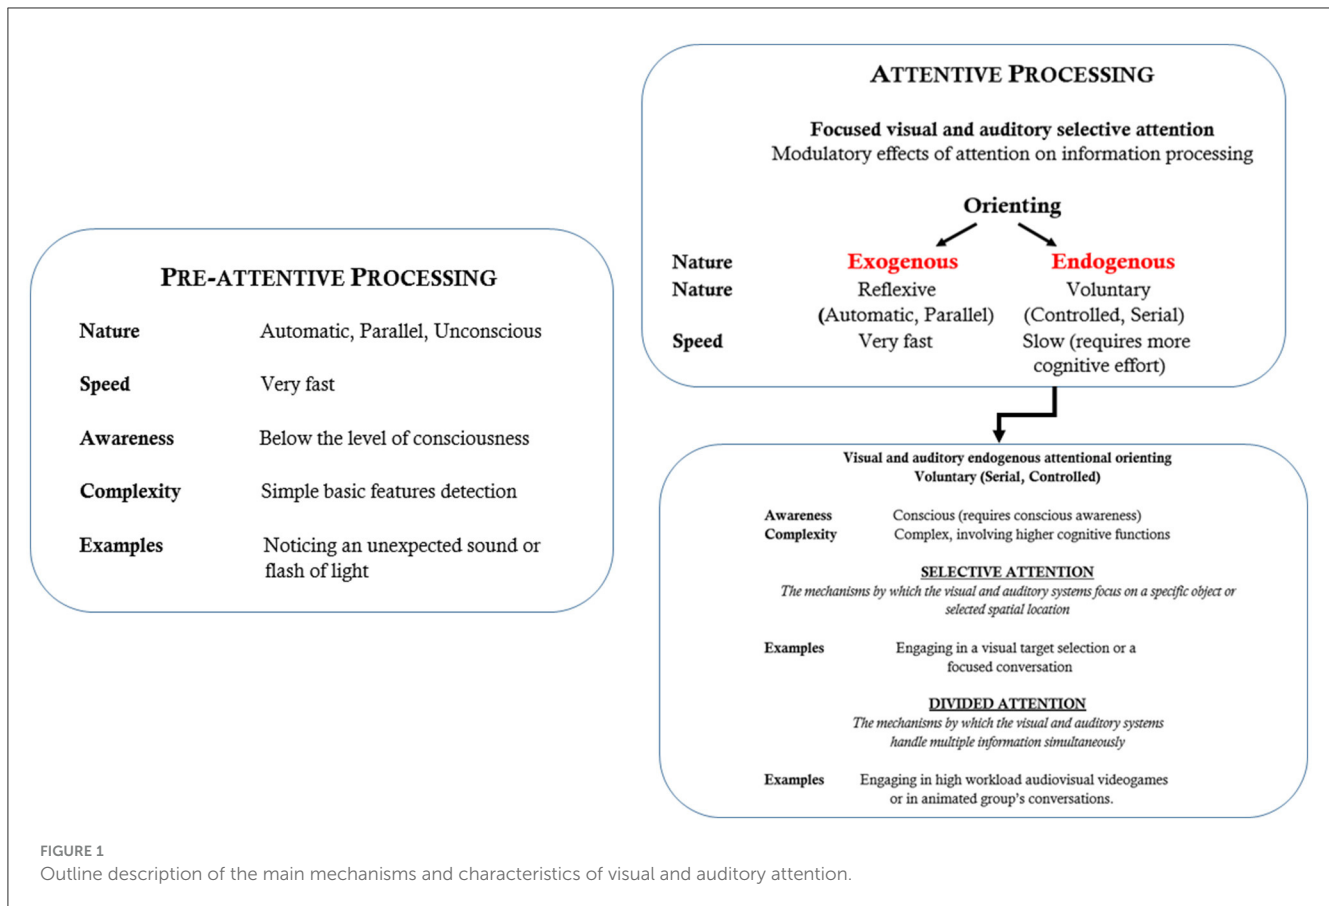 PRE-ATTENTIVE PROCESSING
Nature Automatic, Parallel, Unconscious
Speed Very fast
Awareness Below the level of consciousness
Complexity Simple basic features detection
Examples Noticing an unexpected sound or
flash of light
ATTENTIVE PROCESSING
Focused visual and auditory selective attention
Modulatory effects of attention on information processing
Orienting
Nature Exogenous Endogenous
Nature Reflexive Voluntary
(Automatic, Parallel) (Controlled, Serial)
Speed Very fast Slow (requires more
cognitive effort)
Visual and auditory endogenous attentional orienting
Voluntary (Serial, Controlled)
Awareness Conscious (requires conscious awareness)
Complexity Complex, involving higher cognitive functions
SELECTIVE ATTENTION
The mechanisms by which the visual and auditory systems focus on a specific object or
selected spatial location
Examples Engaging in a visual target selection or a
focused conversation
DIVIDED ATTENTION
The mechanisms by which the visual and auditory systems
handle multiple information simultaneously
Examples Engaging in high workload audiovisual videogames
or in animated group's conversations.
FIGURE 1
Outline description of the main mechanisms and characteristics of visual and auditory attention.